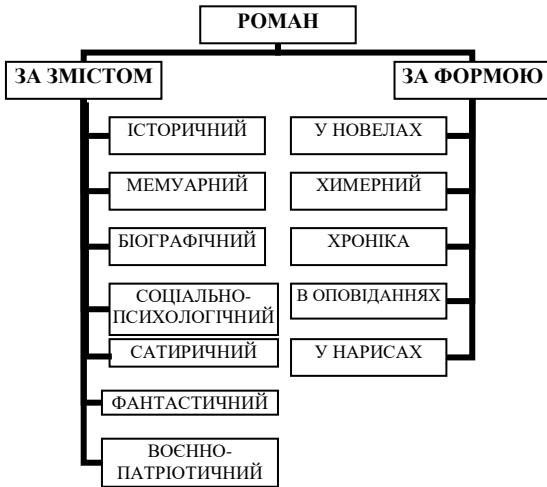 РОМАН
ЗА ЗМІСТОМ
ЗА ФОРМОЮ
ІСТОРИЧНИЙ
МЕМУАРНИЙ
БІОГРАФІЧНИЙ
СОЦІАЛЬНО-
ПСИХОЛОГІЧНИЙ
САТИРИЧНИЙ
ФАНТАСТИЧНИЙ
ВОЄННО-
ПАТРІОТИЧНИЙ
У НОВЕЛАХ
ХИМЕРНИЙ
ХРОНІКА
В ОПОВІДАННЯХ
У НАРИСАХ